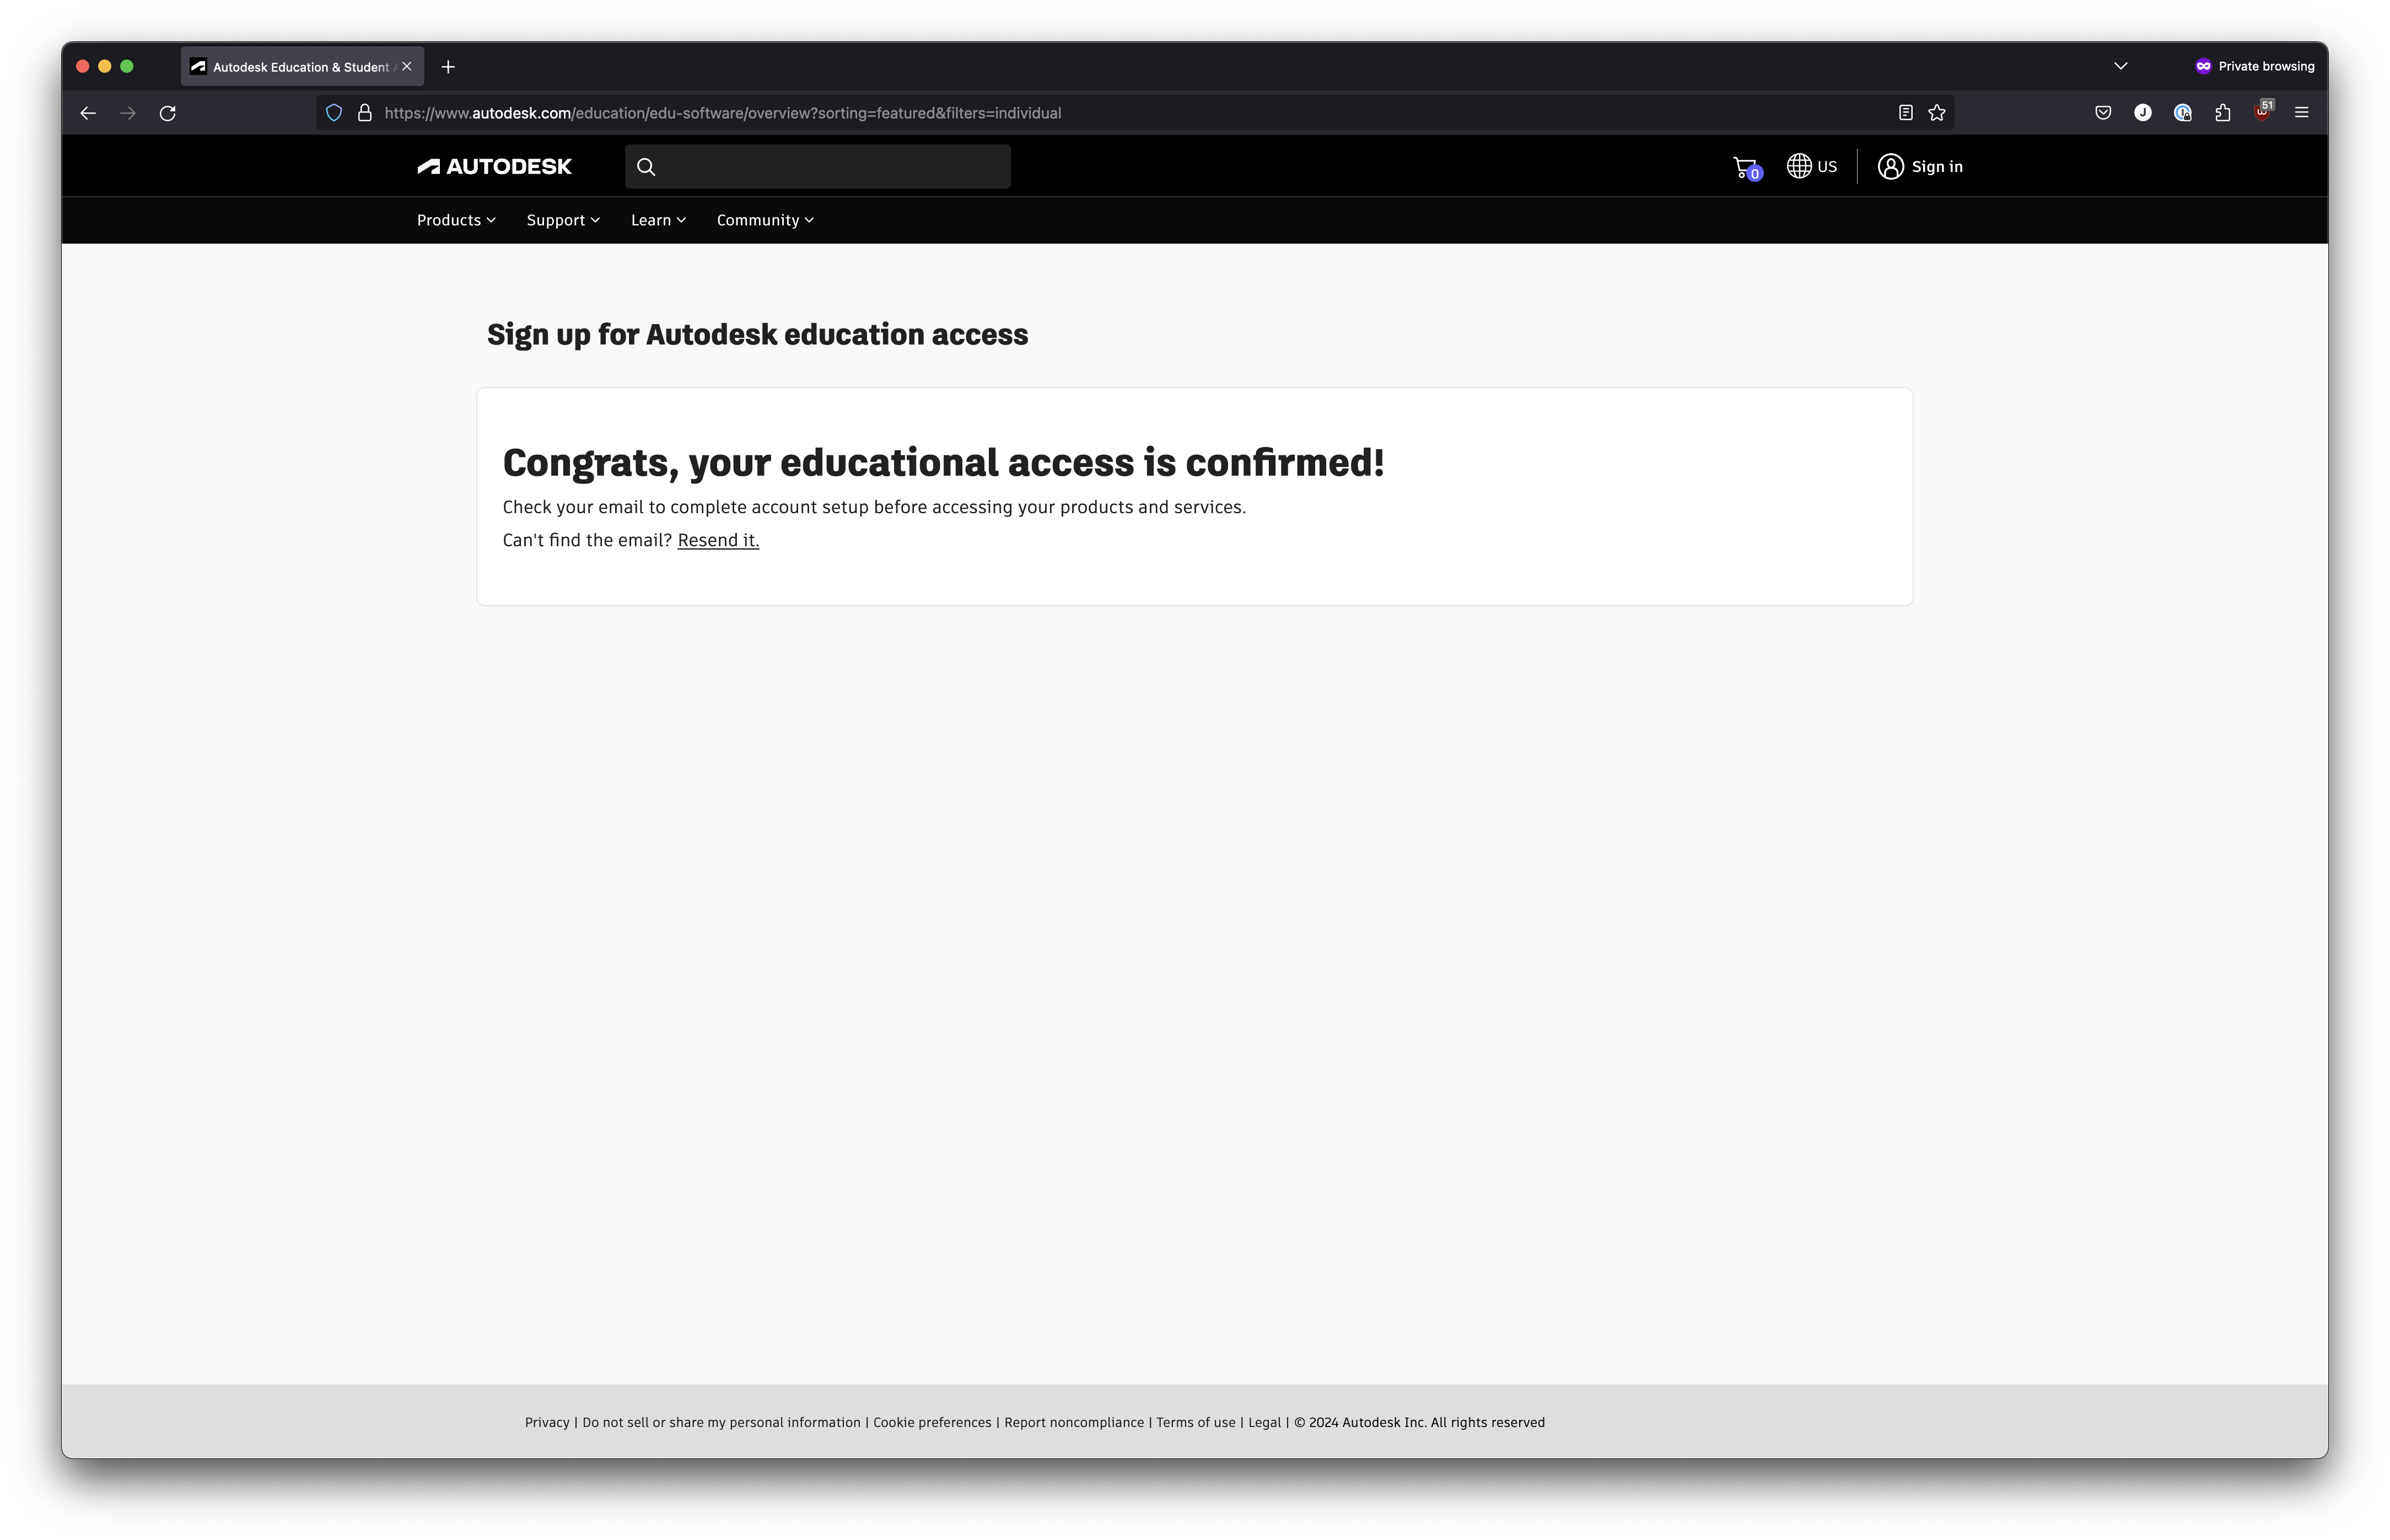 Autodesk Education & Student
Private browsing
https://www.autodesk.com/education/edu-software/overview?sorting=featured&filters=individual
J
51
AUTODESK
0
US
Sign in
Products
Support
Learn
Community
Sign up for Autodesk education access
Congrats, your educational access is confirmed!
Check your email to complete account setup before accessing your products and services.
Can't find the email? Resend it.
Privacy | Do not sell or share my personal information | Cookie preferences | Report noncompliance | Terms of use | Legal | © 2024 Autodesk Inc. All rights reserved